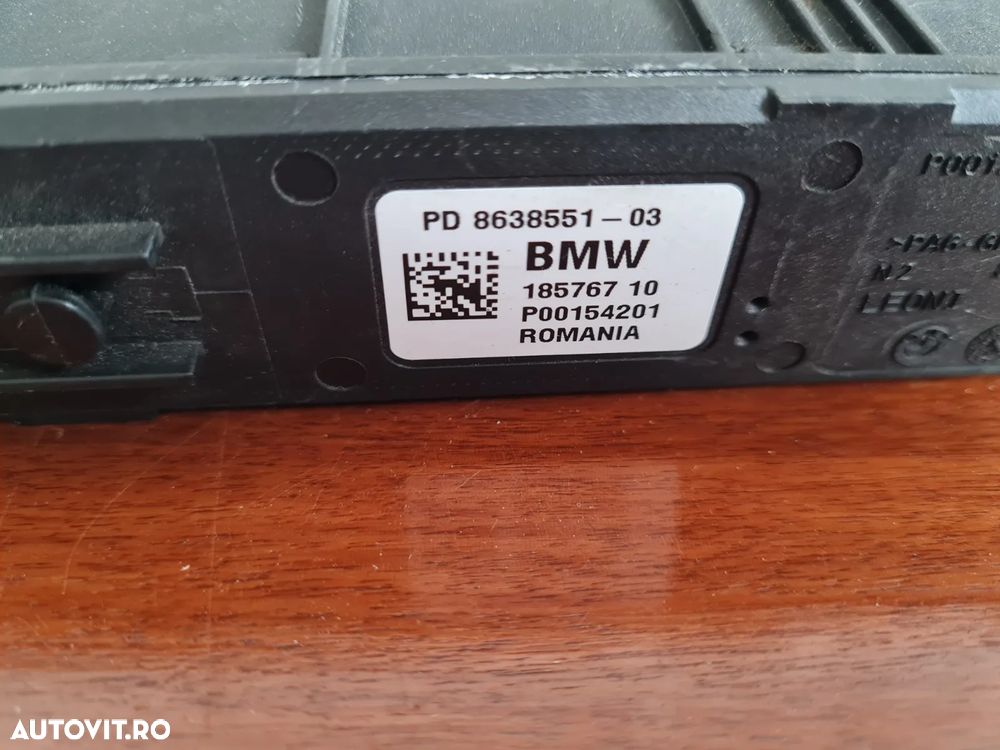 PD 8638551-03
BMW
185767 10
P00154201
ROMANIA
LEONI
AUTOVIT.RO